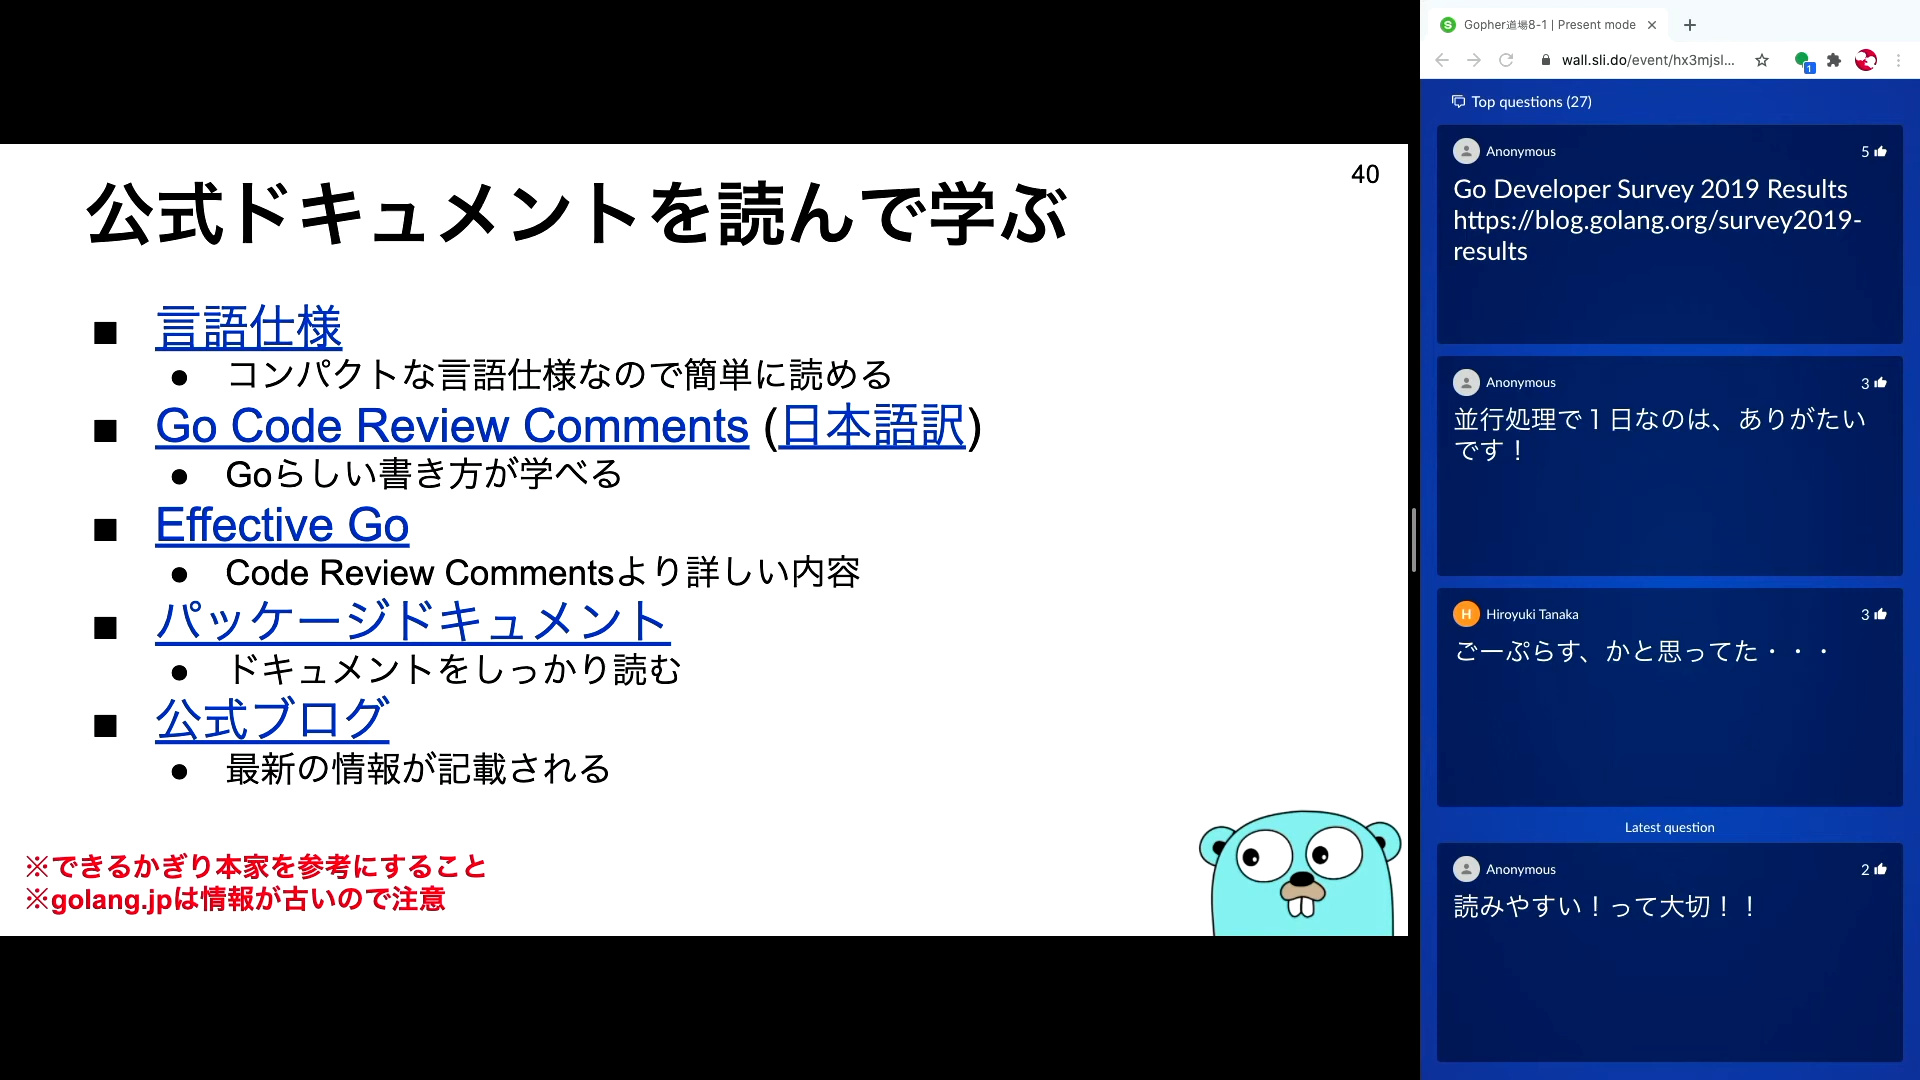 40
公式ドキュメントを読んで学ぶ
■ 言語仕様
● コンパクトな言語仕様なので簡単に読める
■ Go Code Review Comments (日本語訳)
● Goらしい書き方が学べる
■ Effective Go
● Code Review Commentsより詳しい内容
■ パッケージドキュメント
● ドキュメントをしっかり読む
■ 公式ブログ
● 最新の情報が記載される
※できるかぎり本家を参考にすること
※golang.jpは情報が古いので注意
Gopher道場8-1 | Present mode
wall.sli.do/event/hx3mjsl...
1
Top questions (27)
Anonymous
5
Go Developer Survey 2019 Results
https://blog.golang.org/survey2019-
results
Anonymous
3
並行処理で１日なのは、ありがたい
です！
H Hiroyuki Tanaka
3
ごーぷらす、かと思ってた・・・
Latest question
Anonymous
2
読みやすい！って大切！！